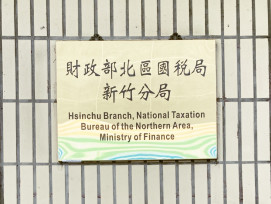 財政部北區國稅局
新竹分局
Hsinchu Branch, National Taxation
Bureau of the Northern Area,
Ministry of Finance